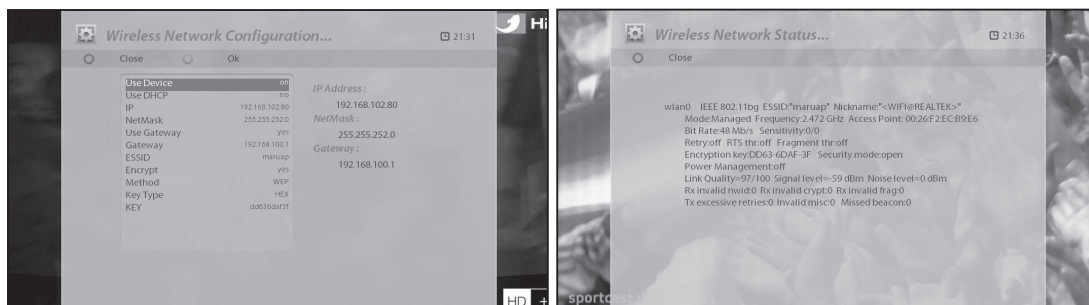 Wireless Network Configuration...
21:31
Hi
Close
Ok
Use Device on
Use DHCP no
IP 192.168.102.80
NetMask 255.255.252.0
Use Gateway yes
Gateway 192.168.100.1
ESSID maruap
Encrypt yes
Method WEP
Key Type HEX
KEY dd636daf3f
IP Address :
192.168.102.80
NetMask :
255.255.252.0
Gateway :
192.168.100.1
HD +
Wireless Network Status...
21:36
Close
wlan0 IEEE 802.11bg ESSID:"maruap" Nickname:"<WIFI@REALTEK>"
Mode:Managed Frequency:2.472 GHz Access Point: 00:26:F2:EC:B9:E6
Bit Rate:48 Mb/s Sensitivity:0/0
Retry:off RTS thr:off Fragment thr:off
Encryption key:DD63-6DAF-3F Security mode:open
Power Management:off
Link Quality=97/100 Signal level=-59 dBm Noise level=0 dBm
Rx invalid nwid:0 Rx invalid crypt:0 Rx invalid frag:0
Tx excessive retries:0 Invalid misc:0 Missed beacon:0
sportcast